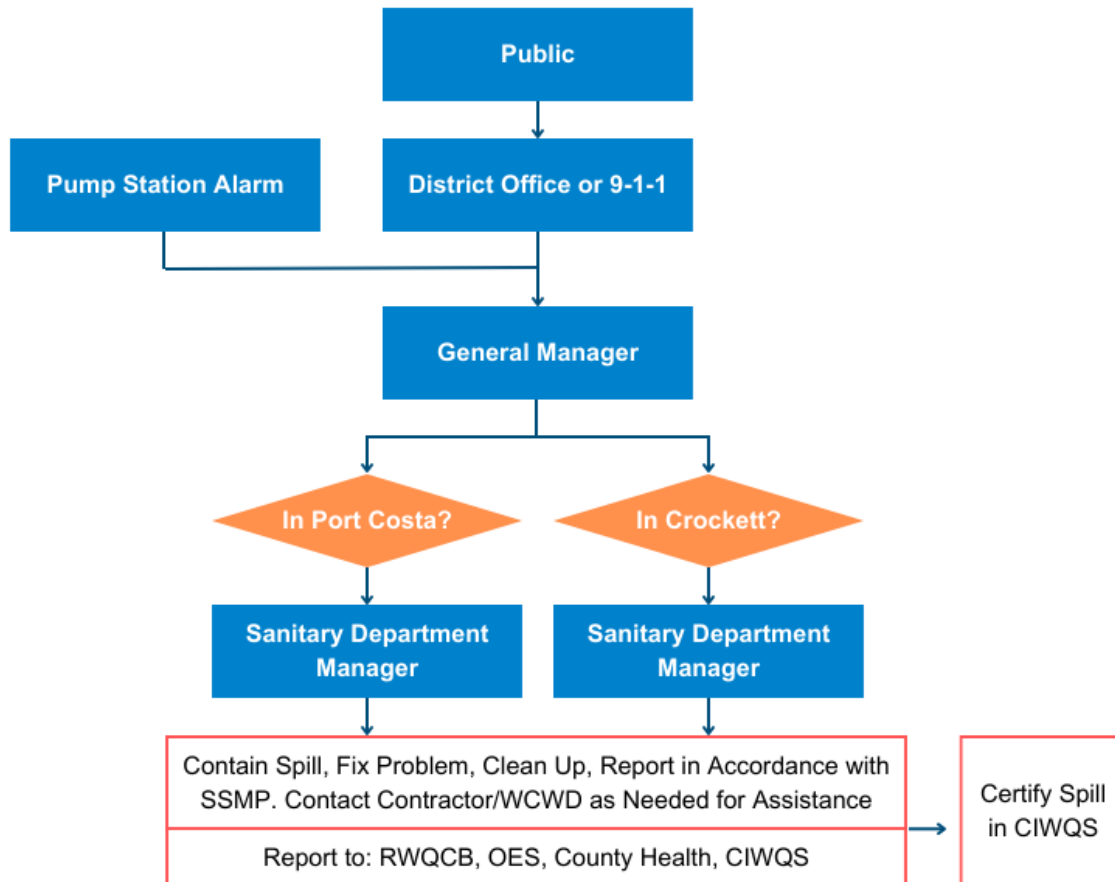 Public
Pump Station Alarm
District Office or 9-1-1
General Manager
In Port Costa?
In Crockett?
Sanitary Department
Manager
Sanitary Department
Manager
Contain Spill, Fix Problem, Clean Up, Report in Accordance with
SSMP. Contact Contractor/WCWD as Needed for Assistance
Report to: RWQCB, OES, County Health, CIWQS
Certify Spill
in CIWQS